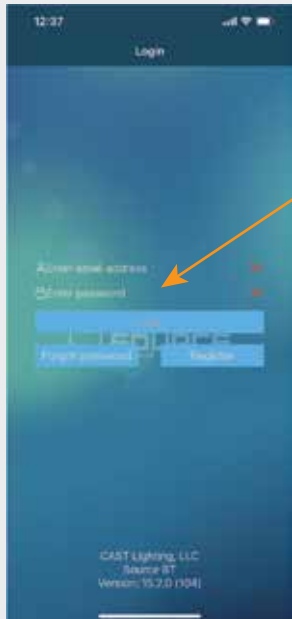 12:37
Login
Enter email address
Enter password
Forgot password
Register
CAST Lighting, LLC
Source BT
Version: 15.2.0 (104)